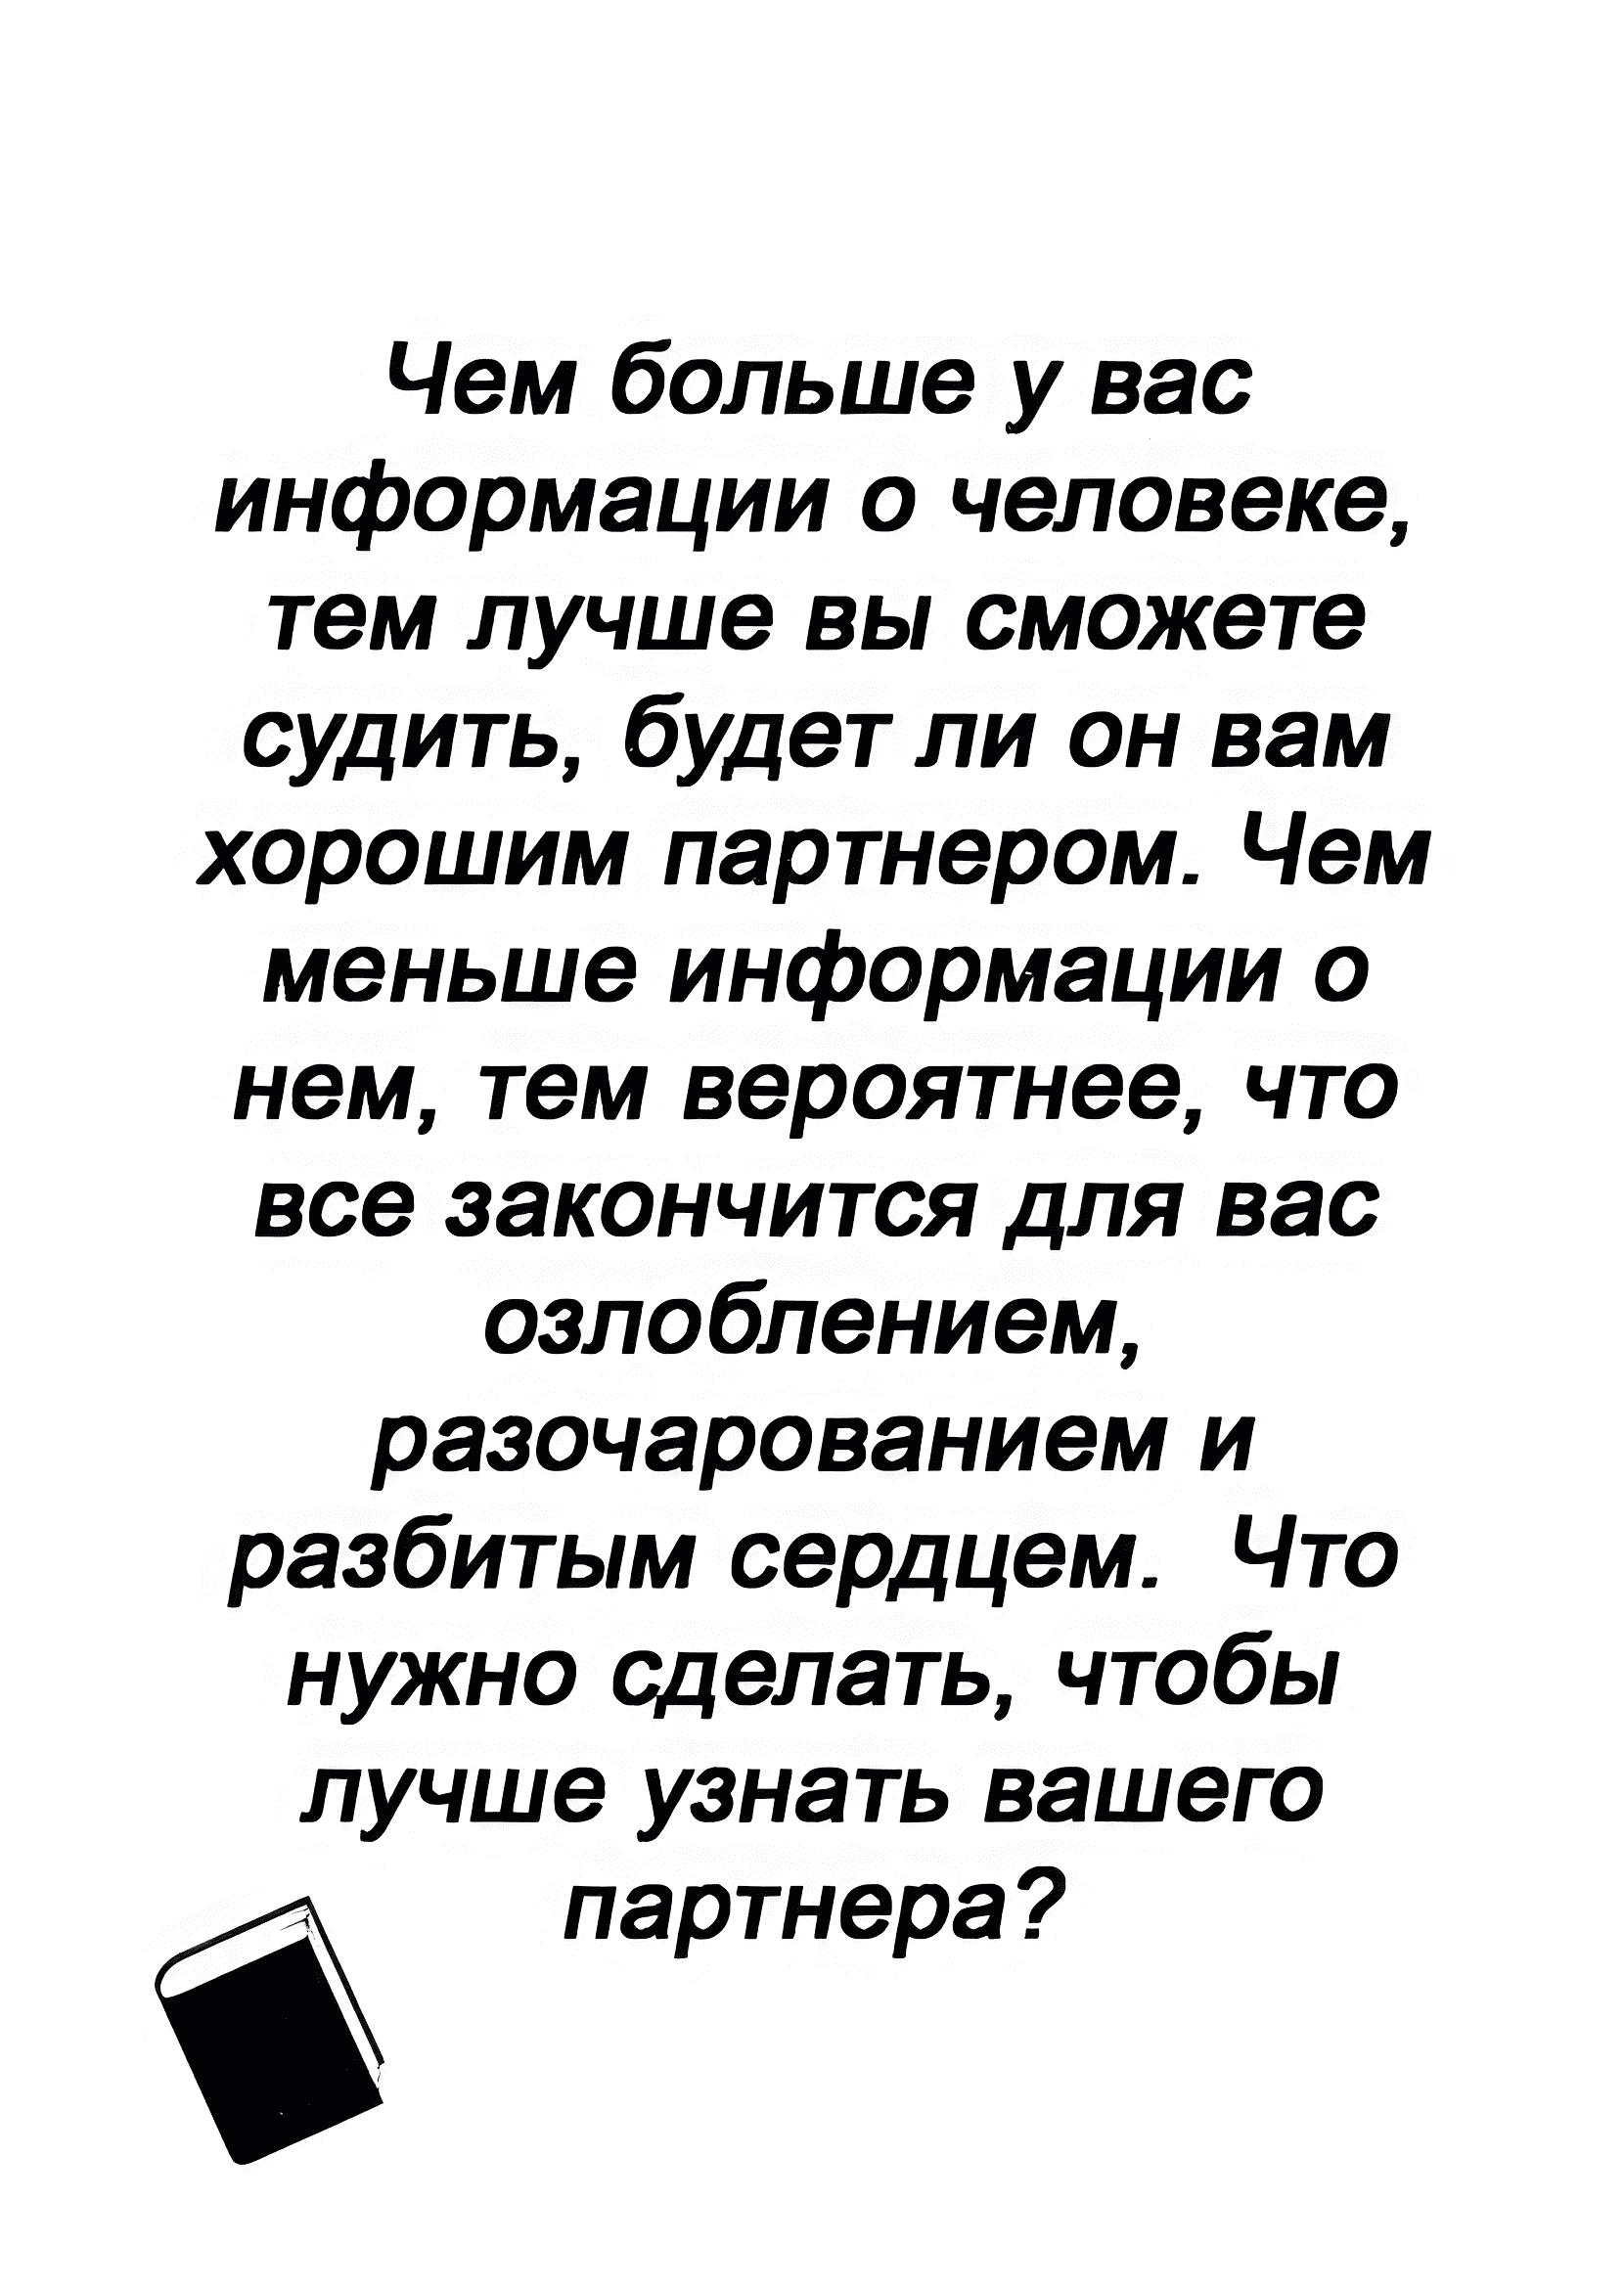 Чем больше у вас
информации о человеке,
тем лучше вы сможете
судить, будет ли он вам
хорошим партнером. Чем
меньше информации о
нем, тем вероятнее, что
все закончится для вас
озлоблением,
разочарованием и
разбитым сердцем.  Что
нужно сделать, чтобы
лучше узнать вашего
партнера?